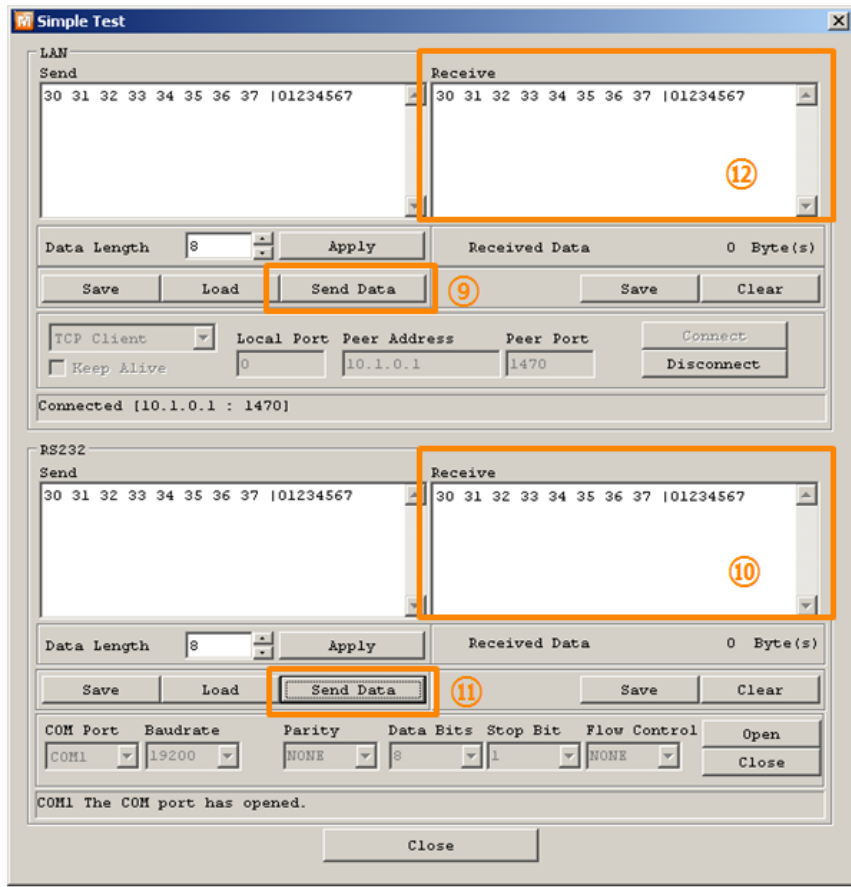 Simple Test
LAN
Send Receive
30 31 32 33 34 35 36 37 |01234567 30 31 32 33 34 35 36 37 |01234567
⑫
Data Length 8 Apply Received Data 0 Byte(s)
Save Load Send Data ⑨ Save Clear
TCP Client Local Port Peer Address Peer Port Connect
Keep Alive 0 10.1.0.1 1470 Disconnect
Connected [10.1.0.1 : 1470]
RS232
Send Receive
30 31 32 33 34 35 36 37 |01234567 30 31 32 33 34 35 36 37 |01234567
⑩
Data Length 8 Apply Received Data 0 Byte(s)
Save Load Send Data ⑪ Save Clear
COM Port Baudrate Parity Data Bits Stop Bit Flow Control Open
COM1 19200 NONE 8 1 NONE Close
COM1 The COM port has opened.
Close